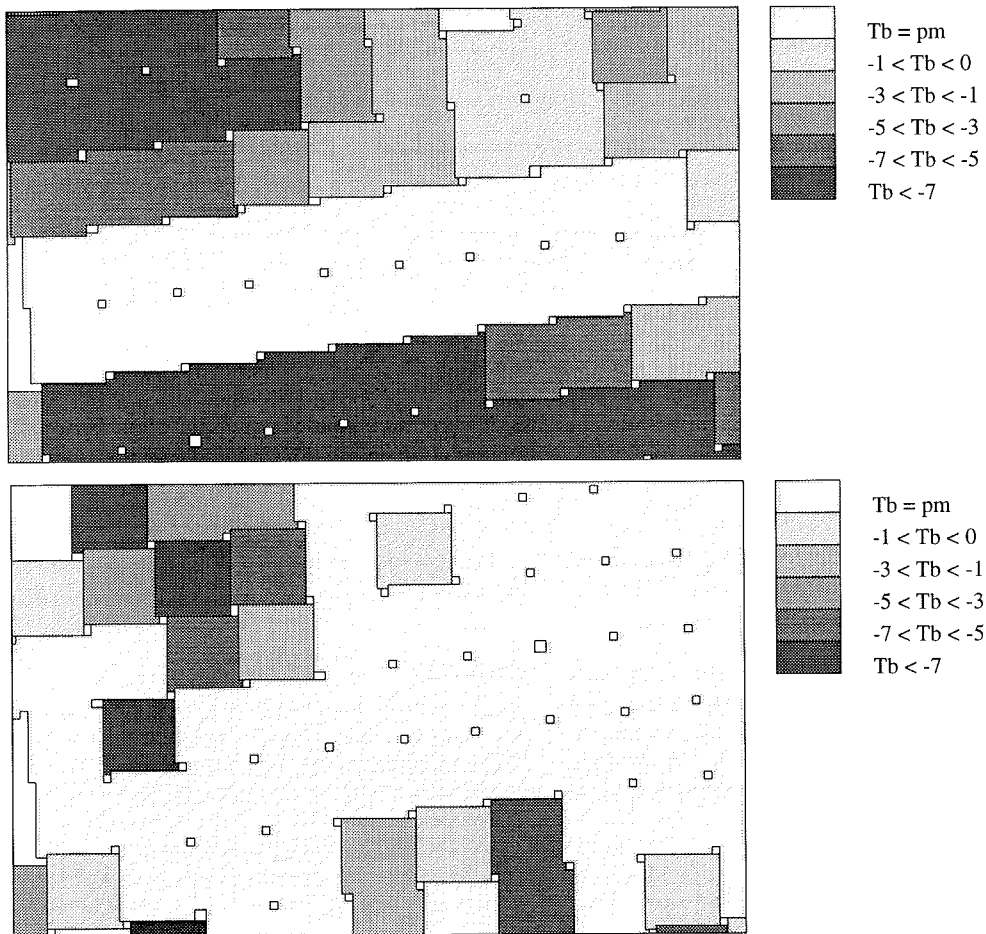 Tb = pm
-1 < Tb < 0
-3 < Tb < -1
-5 < Tb < -3
-7 < Tb < -5
Tb < -7
Tb = pm
-1 < Tb < 0
-3 < Tb < -1
-5 < Tb < -3
-7 < Tb < -5
Tb < -7